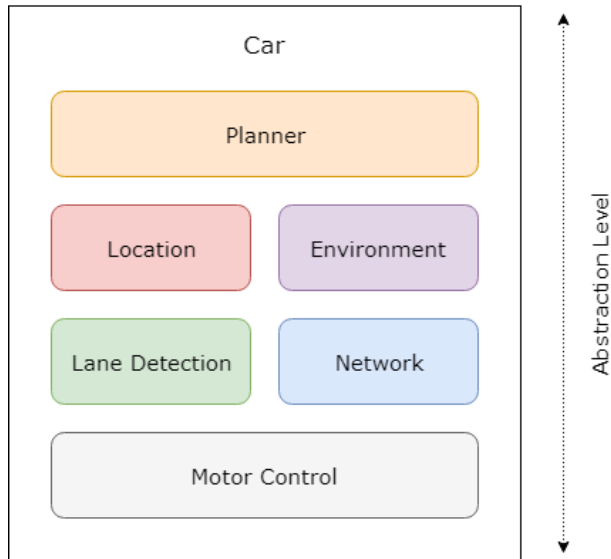 Car
Planner
Location
Environment
Lane Detection
Network
Motor Control
Abstraction Level